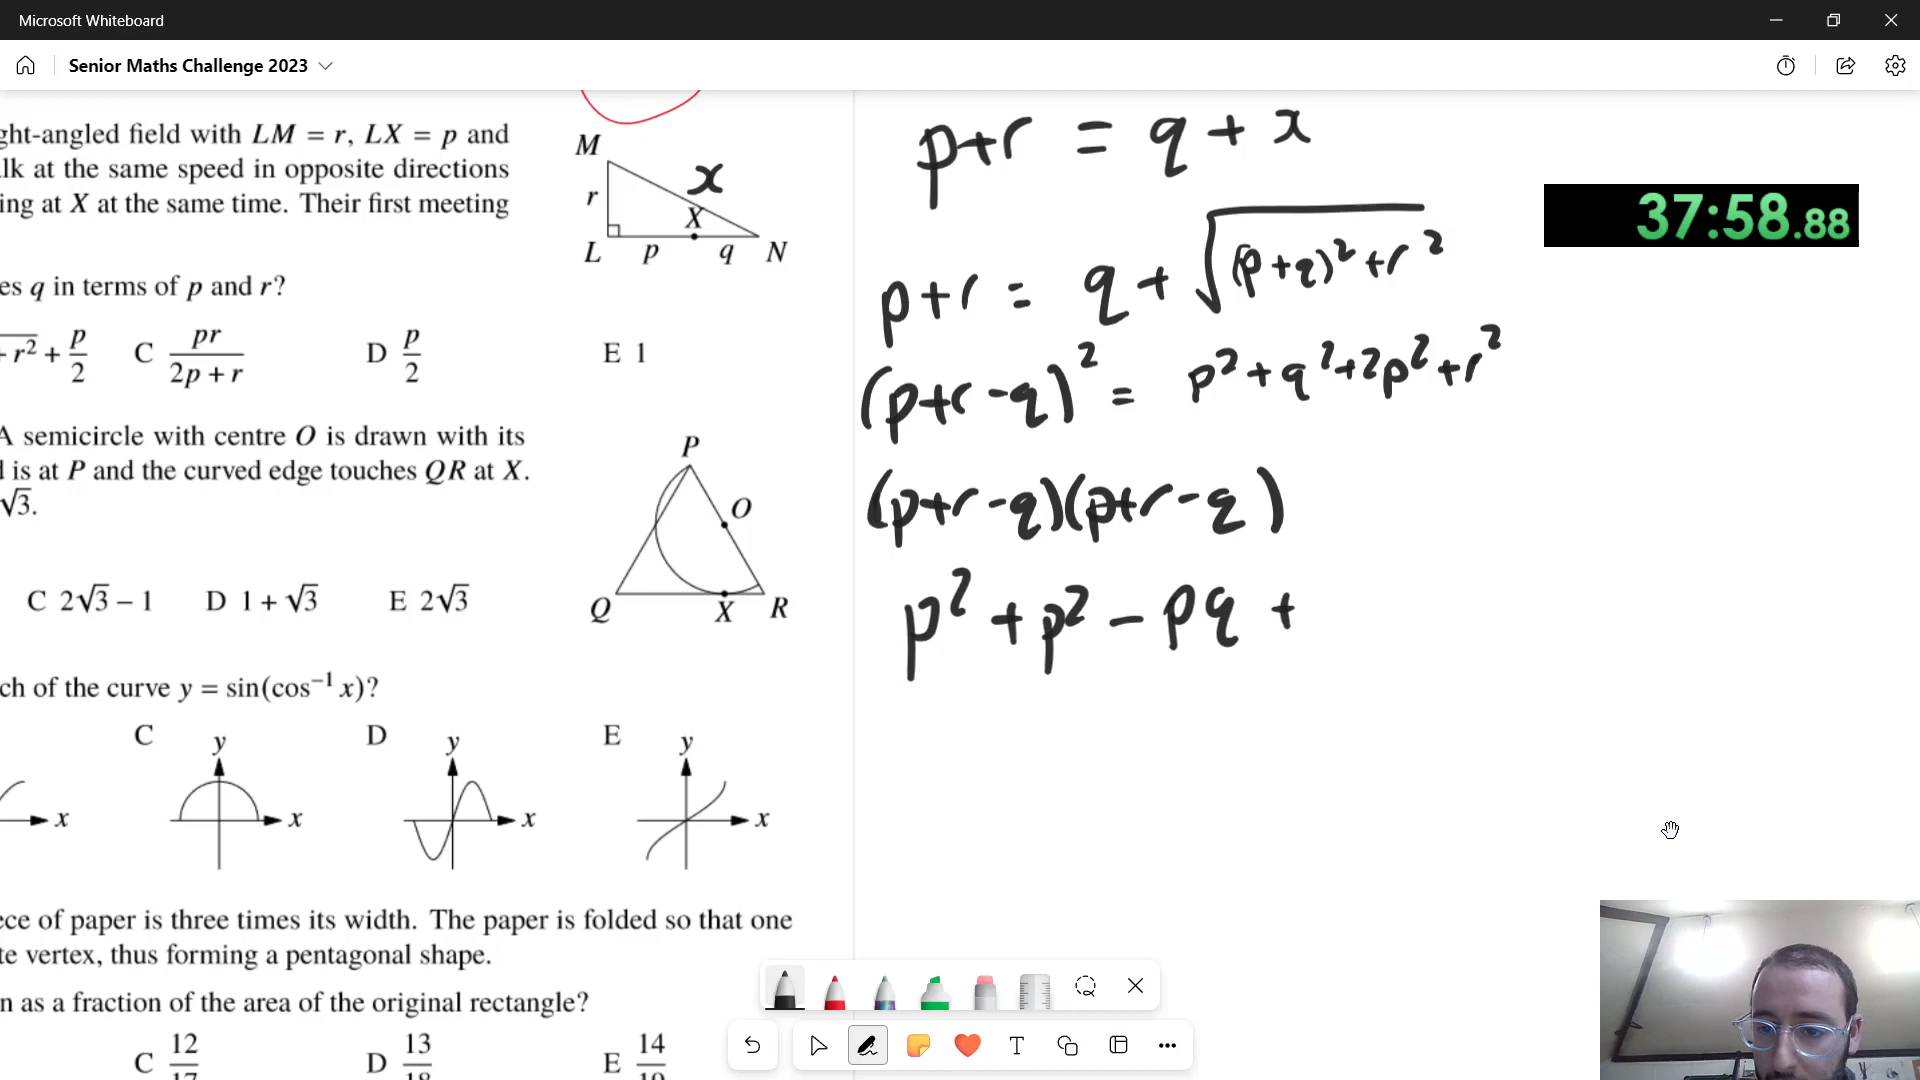 Microsoft Whiteboard
Senior Maths Challenge 2023
ght-angled field with LM = r, LX = p and
lk at the same speed in opposite directions
ing at X at the same time. Their first meeting
es q in terms of p and r?
r² + p/2 C pr/(2p + r) D p/2 E 1
M
r
x
X
L p q N
A semicircle with centre O is drawn with its
is at P and the curved edge touches QR at X.
√3.
C 2√3 – 1 D 1 + √3 E 2√3
P
O
Q X R
ch of the curve y = sin(cos⁻¹ x)?
C D E
y y y
x x x x
ece of paper is three times its width. The paper is folded so that one
te vertex, thus forming a pentagonal shape.
n as a fraction of the area of the original rectangle?
C 12/17 D 13/18 E 14/19
p+r = q + x
p+r = q + √((p+q)²+r²)
(p+r-q)² = p²+q²+2p²+r²
(p+r-q)(p+r-q)
p² + p² - pq +
37:58.88
T